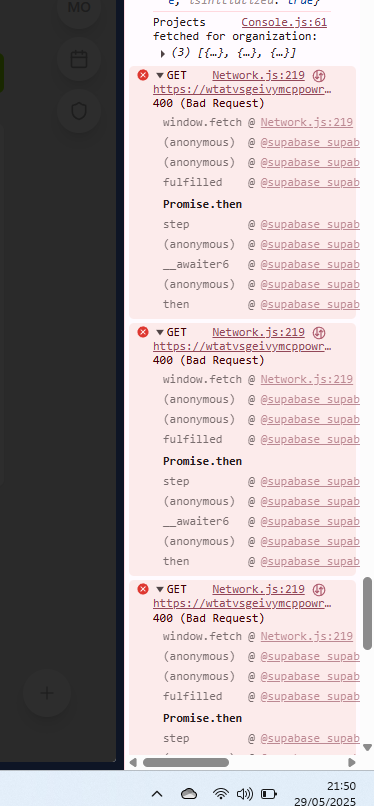 e, isInitialized: true}
MO
Projects Console.js:61
fetched for organization:
(3) [{…}, {…}, {…}]
GET Network.js:219
https://wtatvsgeivymcppowr…
400 (Bad Request)
window.fetch @ Network.js:219
(anonymous) @ @supabase_supab
(anonymous) @ @supabase_supab
fulfilled @ @supabase_supab
Promise.then
step @ @supabase_supab
(anonymous) @ @supabase_supab
__awaiter6 @ @supabase_supab
(anonymous) @ @supabase_supab
then @ @supabase_supab
GET Network.js:219
https://wtatvsgeivymcppowr…
400 (Bad Request)
window.fetch @ Network.js:219
(anonymous) @ @supabase_supab
(anonymous) @ @supabase_supab
fulfilled @ @supabase_supab
Promise.then
step @ @supabase_supab
(anonymous) @ @supabase_supab
__awaiter6 @ @supabase_supab
(anonymous) @ @supabase_supab
then @ @supabase_supab
GET Network.js:219
https://wtatvsgeivymcppowr…
400 (Bad Request)
window.fetch @ Network.js:219
(anonymous) @ @supabase_supab
(anonymous) @ @supabase_supab
fulfilled @ @supabase_supab
Promise.then
step @ @supabase_supab
21:50
29/05/2025